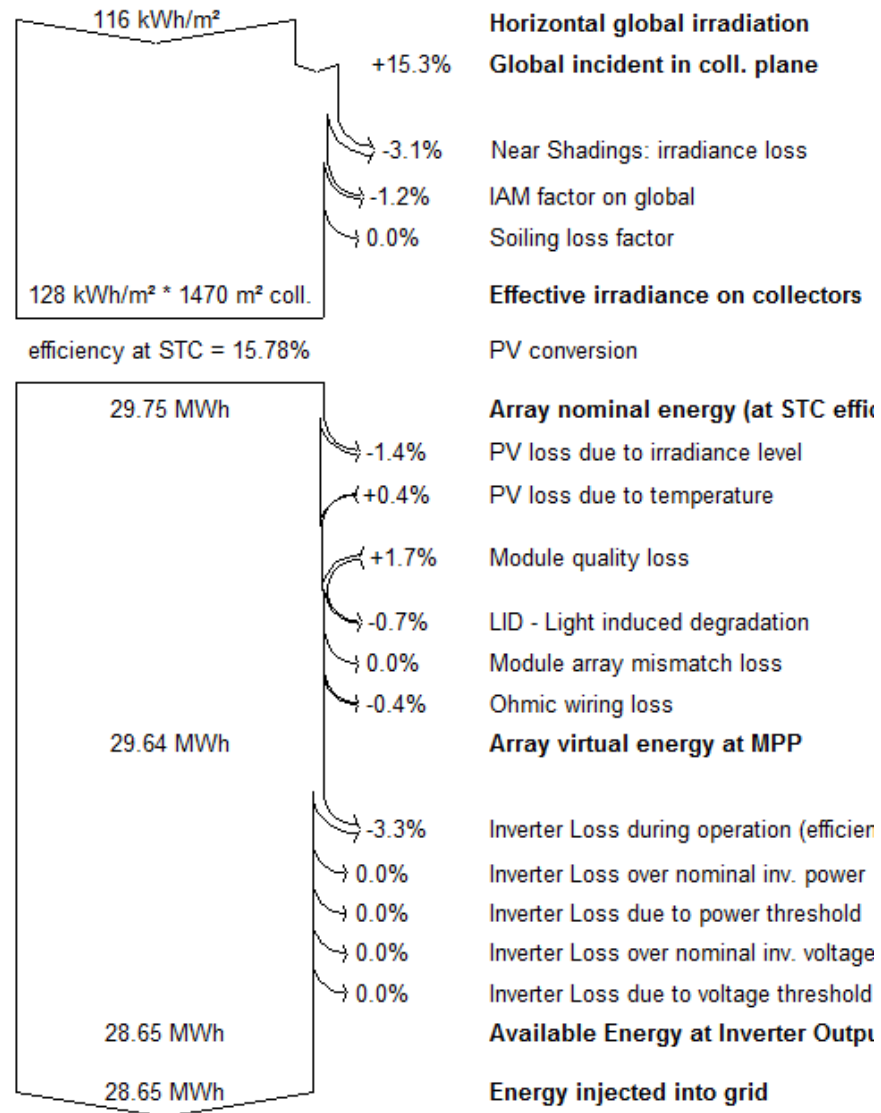 116 kWh/m² Horizontal global irradiation
+15.3% Global incident in coll. plane
-3.1% Near Shadings: irradiance loss
-1.2% IAM factor on global
0.0% Soiling loss factor
128 kWh/m² * 1470 m² coll. Effective irradiance on collectors
efficiency at STC = 15.78% PV conversion
29.75 MWh Array nominal energy (at STC effic
-1.4% PV loss due to irradiance level
+0.4% PV loss due to temperature
+1.7% Module quality loss
-0.7% LID - Light induced degradation
0.0% Module array mismatch loss
-0.4% Ohmic wiring loss
29.64 MWh Array virtual energy at MPP
-3.3% Inverter Loss during operation (efficien
0.0% Inverter Loss over nominal inv. power
0.0% Inverter Loss due to power threshold
0.0% Inverter Loss over nominal inv. voltage
0.0% Inverter Loss due to voltage threshold
28.65 MWh Available Energy at Inverter Outpu
28.65 MWh Energy injected into grid